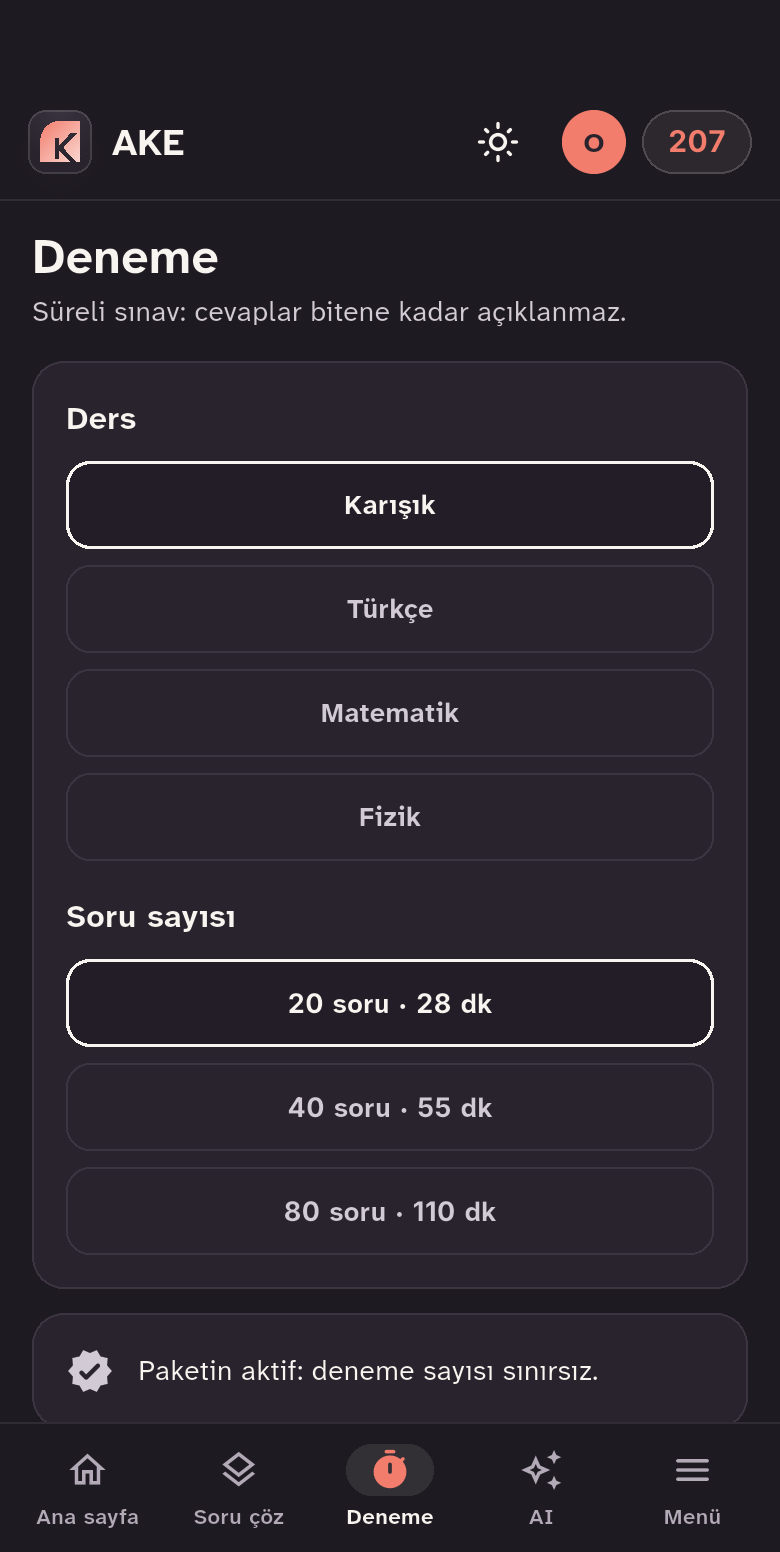 K
AKE
O
207
Deneme
Süreli sınav: cevaplar bitene kadar açıklanmaz.
Ders
Karışık
Türkçe
Matematik
Fizik
Soru sayısı
20 soru · 28 dk
40 soru · 55 dk
80 soru · 110 dk
Paketin aktif: deneme sayısı sınırsız.
Ana sayfa
Soru çöz
Deneme
AI
Menü